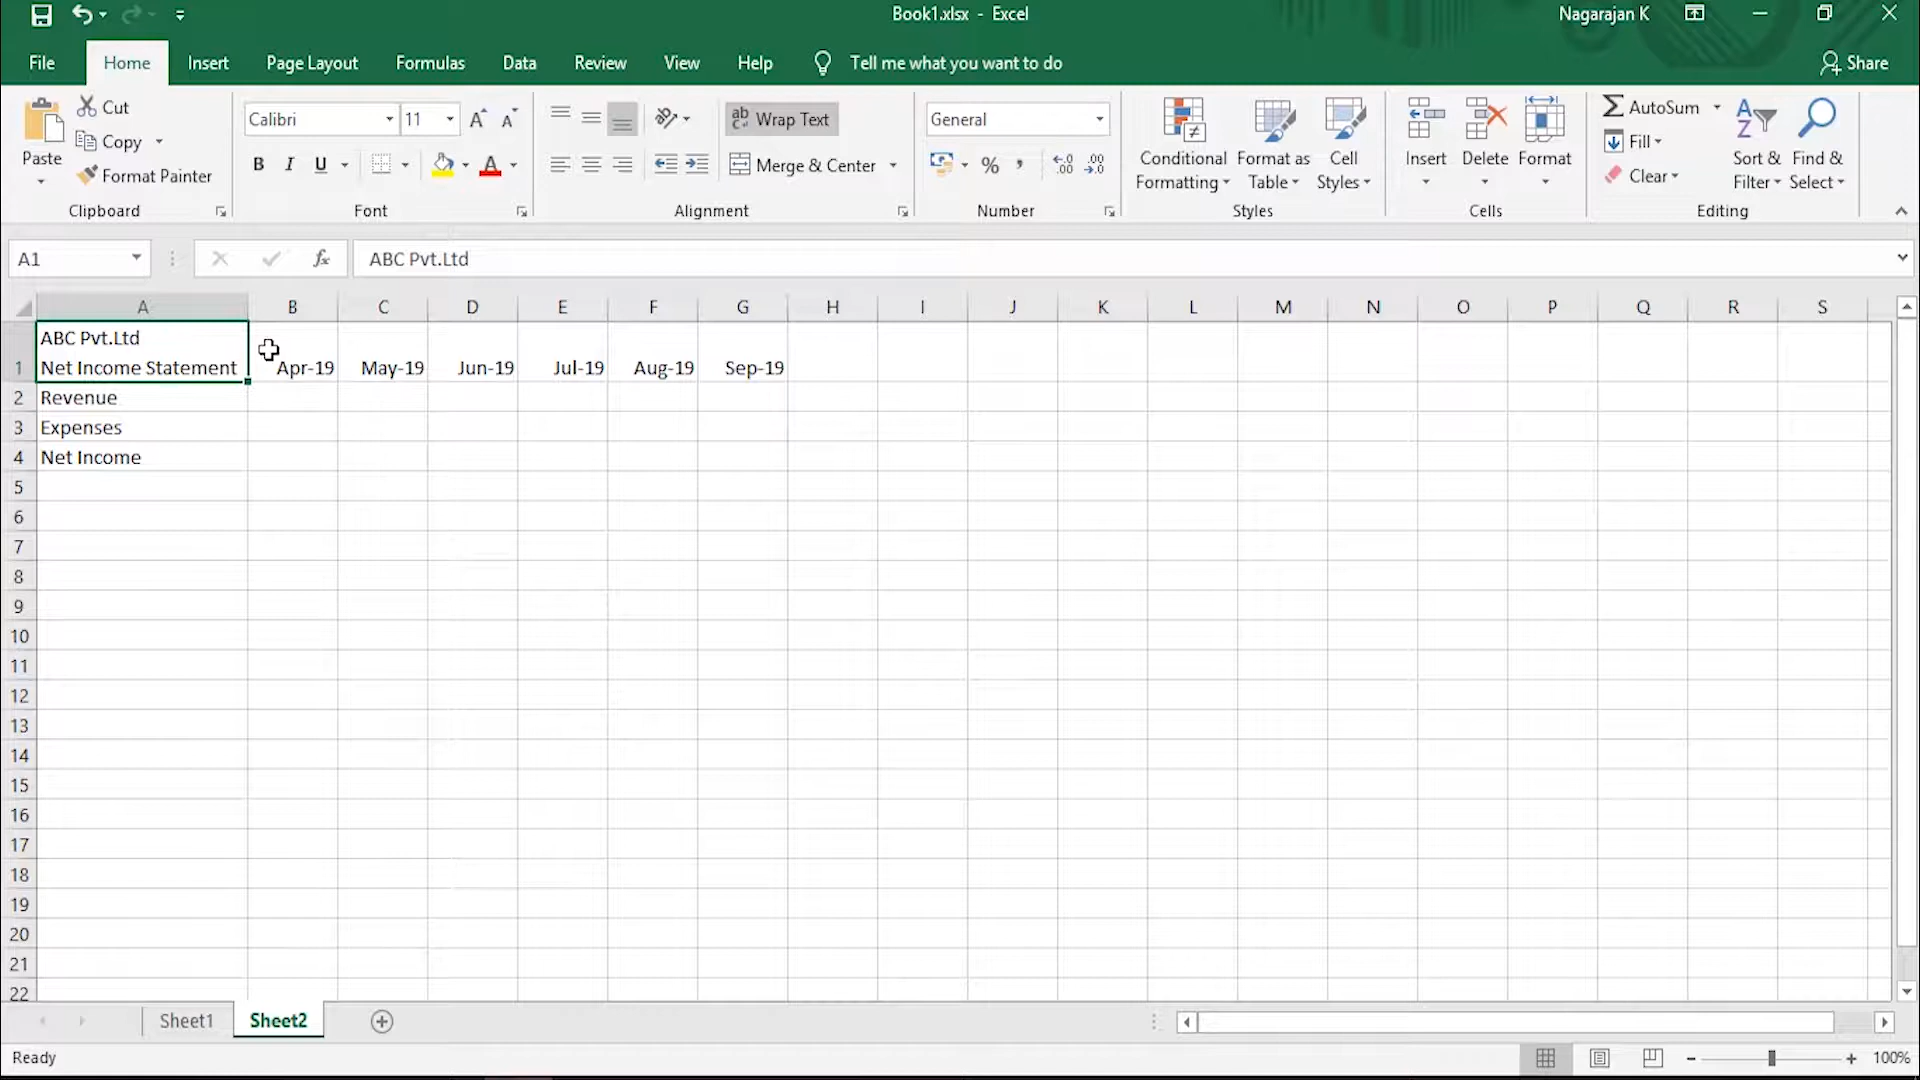 Book1.xlsx - Excel
Nagarajan K
File Home Insert Page Layout Formulas Data Review View Help Tell me what you want to do Share
Paste
Cut
Copy
Format Painter
Clipboard
Calibri 11
B I U
Font
Wrap Text
Merge & Center
Alignment
General
Number
Conditional Formatting
Format as Table
Cell Styles
Styles
Insert
Delete
Format
Cells
AutoSum
Fill
Clear
Sort & Filter
Find & Select
Editing
A1 fx ABC Pvt.Ltd
A B C D E F G H I J K L M N O P Q R S
ABC Pvt.Ltd
1 Net Income Statement Apr-19 May-19 Jun-19 Jul-19 Aug-19 Sep-19
2 Revenue
3 Expenses
4 Net Income
5
6
7
8
9
10
11
12
13
14
15
16
17
18
19
20
21
22
Sheet1 Sheet2
Ready 100%